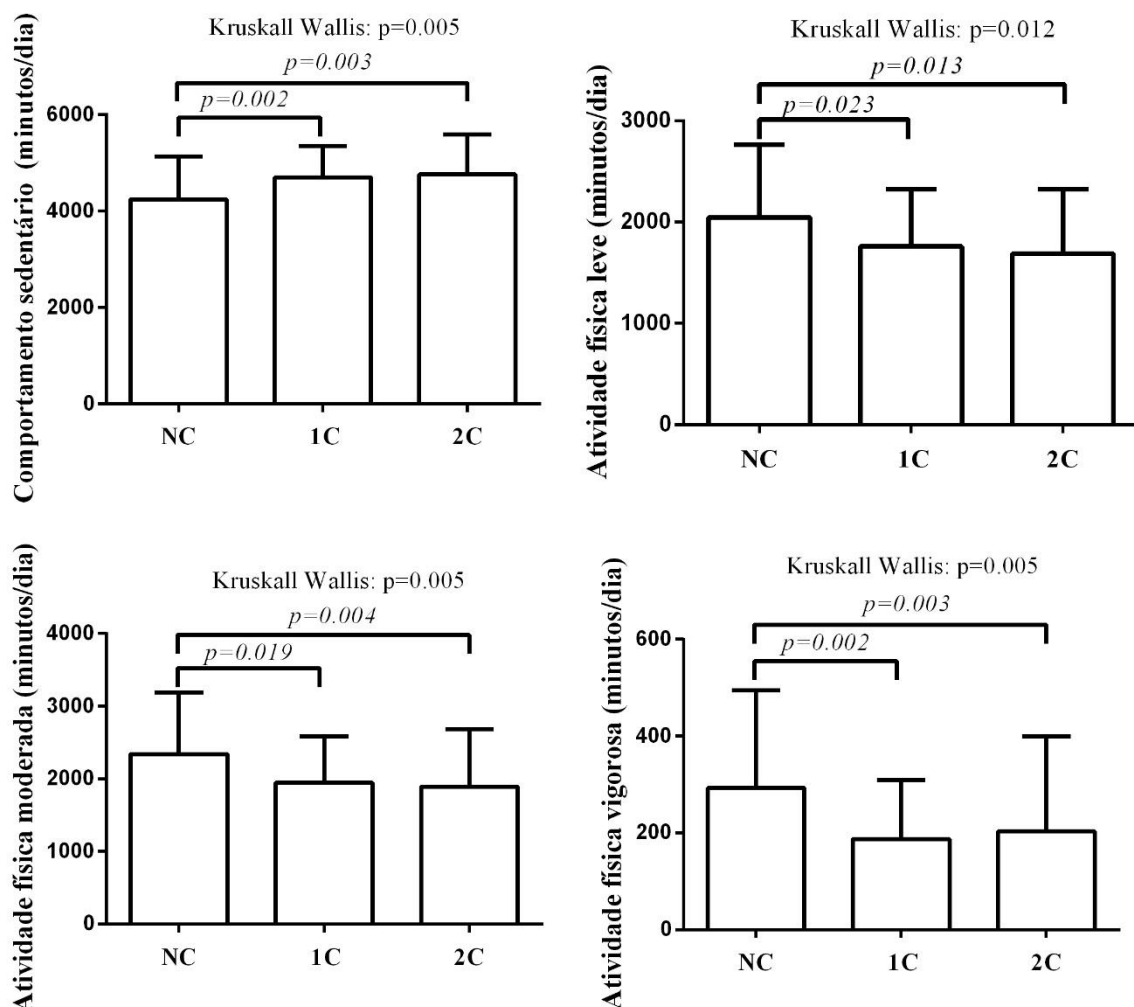 Kruskall Wallis: p=0.005
p=0.003
p=0.002
Comportamento sedentário (minutos/dia)
6000
4000
2000
0
NC 1C 2C
Kruskall Wallis: p=0.012
p=0.013
p=0.023
Atividade física leve (minutos/dia)
3000
2000
1000
0
NC 1C 2C
Kruskall Wallis: p=0.005
p=0.004
p=0.019
Atividade física moderada (minutos/dia)
4000
3000
2000
1000
0
NC 1C 2C
Kruskall Wallis: p=0.005
p=0.003
p=0.002
Atividade física vigorosa (minutos/dia)
600
400
200
0
NC 1C 2C